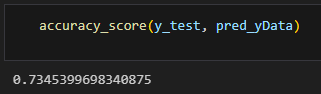 accuracy_score(y_test, pred_yData)
0.7345399698340875